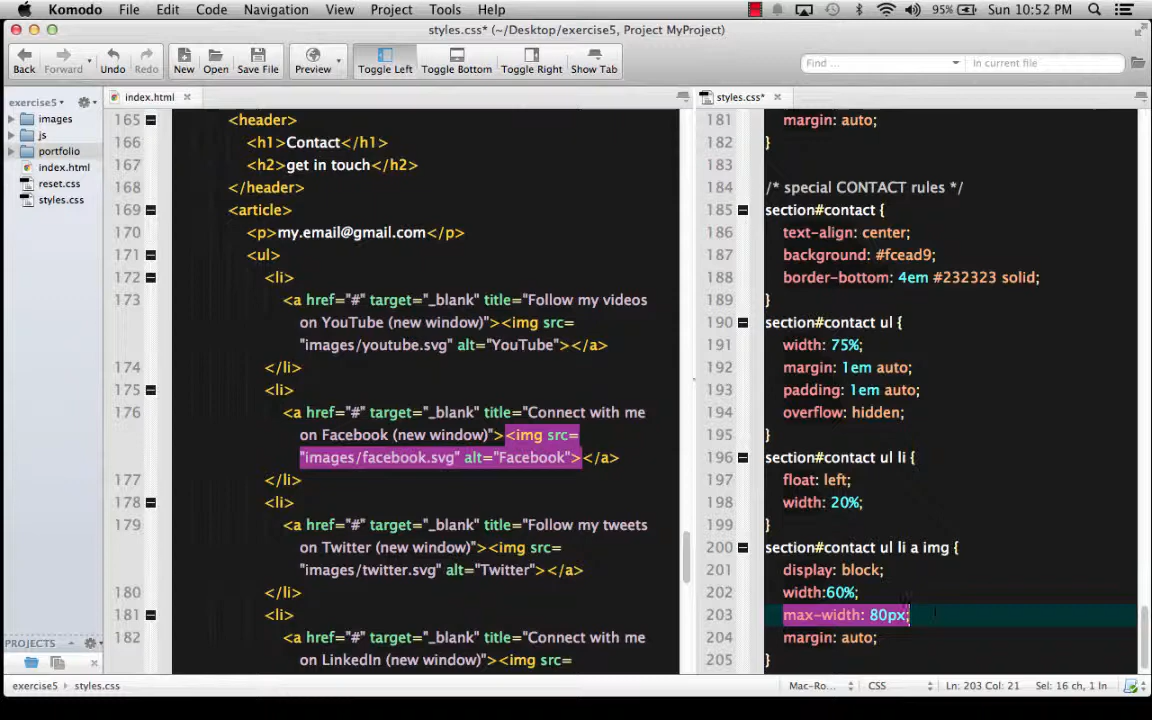 Komodo File Edit Code Navigation View Project Tools Help 95% Sun 10:52 PM
styles.css* (~/Desktop/exercise5, Project MyProject)
Back Forward Undo Redo New Open Save File Preview Toggle Left Toggle Bottom Toggle Right Show Tab Find ... In current file
exercise5
images
js
portfolio
index.html
reset.css
styles.css
PROJECTS
index.html
165 <header>
166 <h1>Contact</h1>
167 <h2>get in touch</h2>
168 </header>
169 <article>
170 <p>my.email@gmail.com</p>
171 <ul>
172 <li>
173 <a href="#" target="_blank" title="Follow my videos
on YouTube (new window)"><img src=
"images/youtube.svg" alt="YouTube"></a>
174 </li>
175 <li>
176 <a href="#" target="_blank" title="Connect with me
on Facebook (new window)"><img src=
"images/facebook.svg" alt="Facebook"></a>
177 </li>
178 <li>
179 <a href="#" target="_blank" title="Follow my tweets
on Twitter (new window)"><img src=
"images/twitter.svg" alt="Twitter"></a>
180 </li>
181 <li>
182 <a href="#" target="_blank" title="Connect with me
on LinkedIn (new window)"><img src=
styles.css*
181 margin: auto;
182 }
183
184 /* special CONTACT rules */
185 section#contact {
186 text-align: center;
187 background: #fcead9;
188 border-bottom: 4em #232323 solid;
189 }
190 section#contact ul {
191 width: 75%;
192 margin: 1em auto;
193 padding: 1em auto;
194 overflow: hidden;
195 }
196 section#contact ul li {
197 float: left;
198 width: 20%;
199 }
200 section#contact ul li a img {
201 display: block;
202 width:60%;
203 max-width: 80px;
204 margin: auto;
205 }
exercise5 styles.css Mac-Ro... CSS Ln: 203 Col: 21 Sel: 16 ch, 1 ln